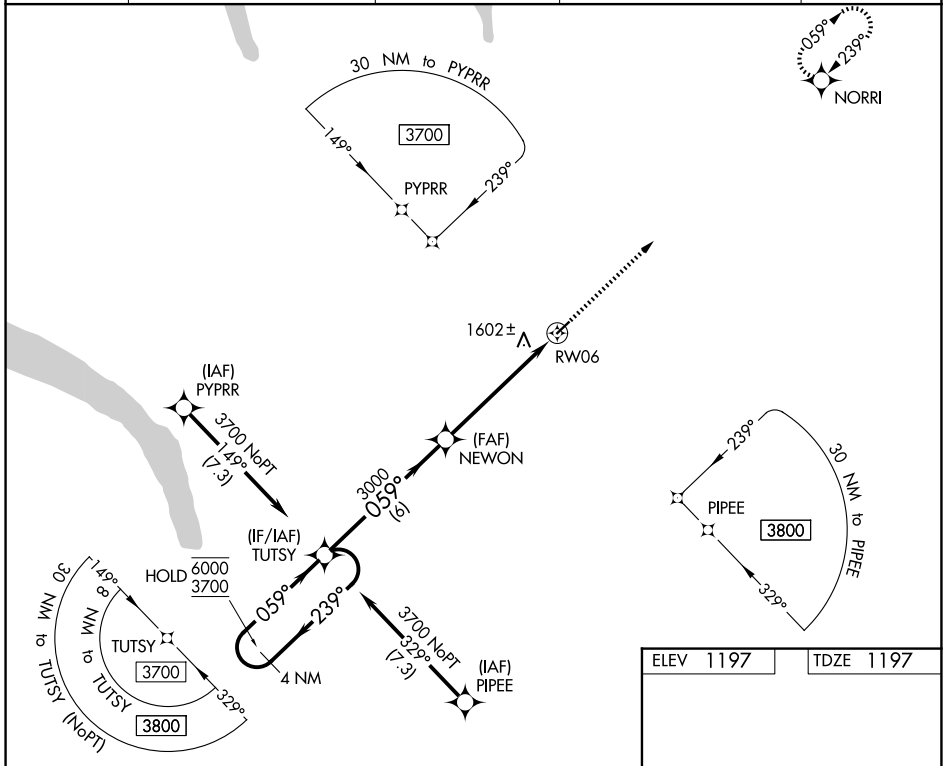 059°
239°
NORRI
30 NM to PYPRR
3700
149°
239°
PYPRR
1602±
RW06
(IAF)
PYPRR
3700 NoPT
149°
(7.3)
(FAF)
NEWON
3000
059°
(6)
(IF/IAF)
TUTSY
239°
30 NM to PIPEE
PIPEE
3800
329°
HOLD
6000
3700
059°
239°
4 NM
3700 NoPT
329°
(7.3)
(IAF)
PIPEE
149°
8 NM to TUTSY
30 NM to TUTSY (NoPT)
TUTSY
3700
329°
3800
ELEV 1197
TDZE 1197